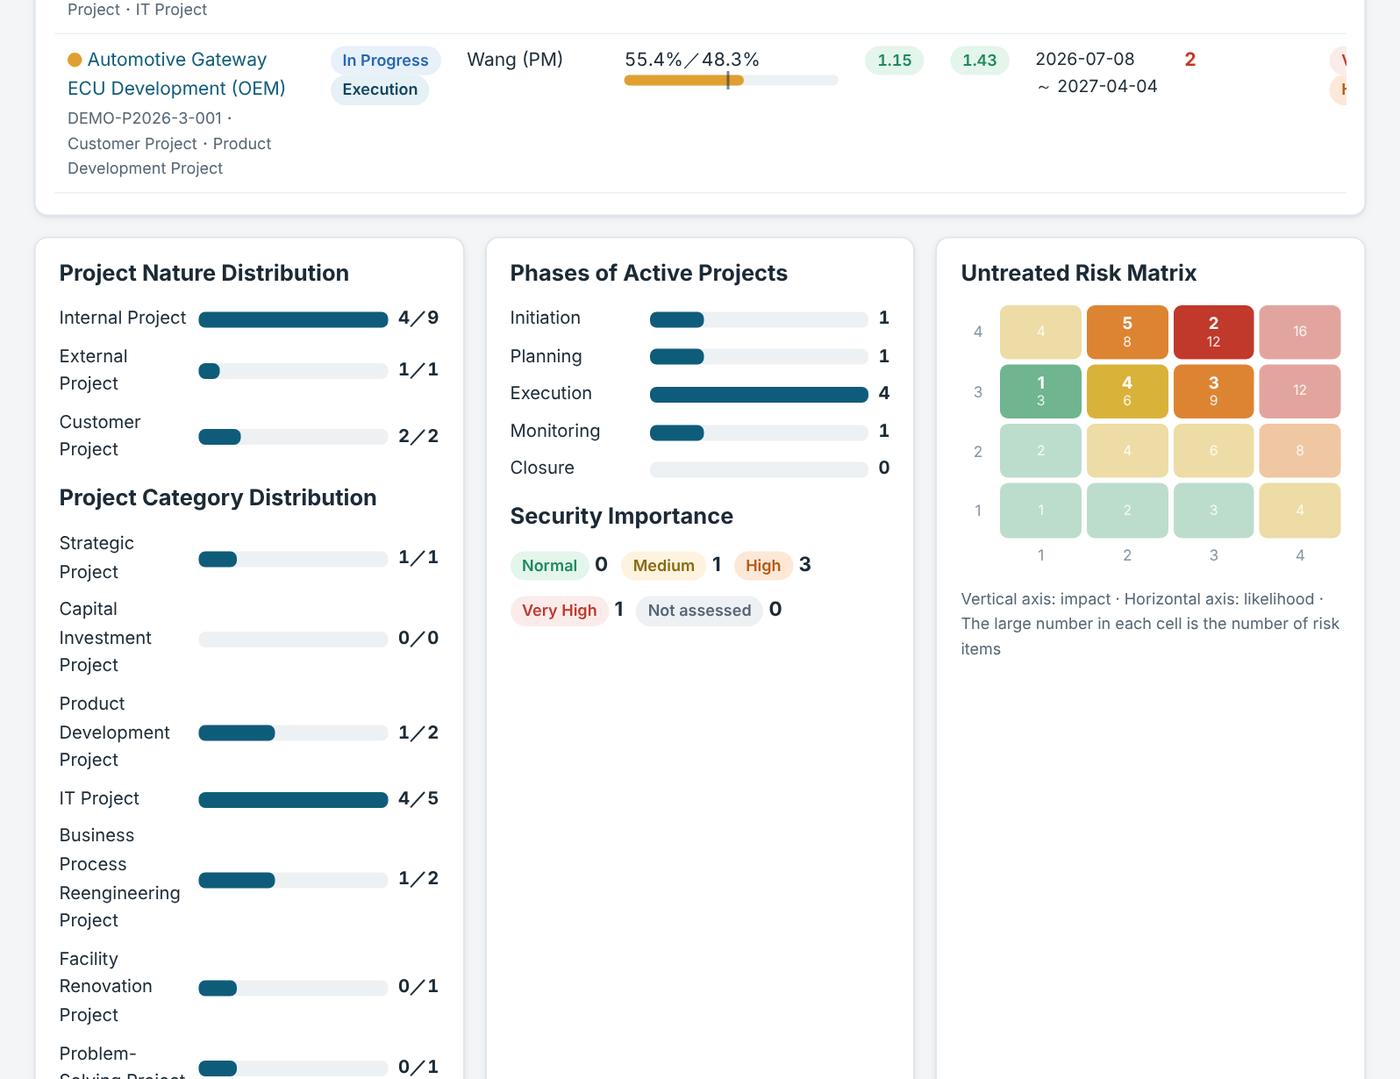 Project · IT Project
Automotive Gateway
ECU Development (OEM)
DEMO-P2026-3-001 ·
Customer Project · Product
Development Project
In Progress
Execution
Wang (PM)
55.4%／48.3%
1.15
1.43
2026-07-08
～ 2027-04-04
2
Project Nature Distribution
Internal Project 4／9
External
Project
1／1
Customer
Project
2／2
Project Category Distribution
Strategic
Project
1／1
Capital
Investment
Project
0／0
Product
Development
Project
1／2
IT Project 4／5
Business
Process
Reengineering
Project
1／2
Facility
Renovation
Project
0／1
Problem-
Solving Project
0／1
Phases of Active Projects
Initiation 1
Planning 1
Execution 4
Monitoring 1
Closure 0
Security Importance
Normal 0 Medium 1 High 3
Very High 1 Not assessed 0
Untreated Risk Matrix
4 4 5 8 2 12 16
3 1 3 4 6 3 9 12
2 2 4 6 8
1 1 2 3 4
1 2 3 4
Vertical axis: impact · Horizontal axis: likelihood ·
The large number in each cell is the number of risk
items